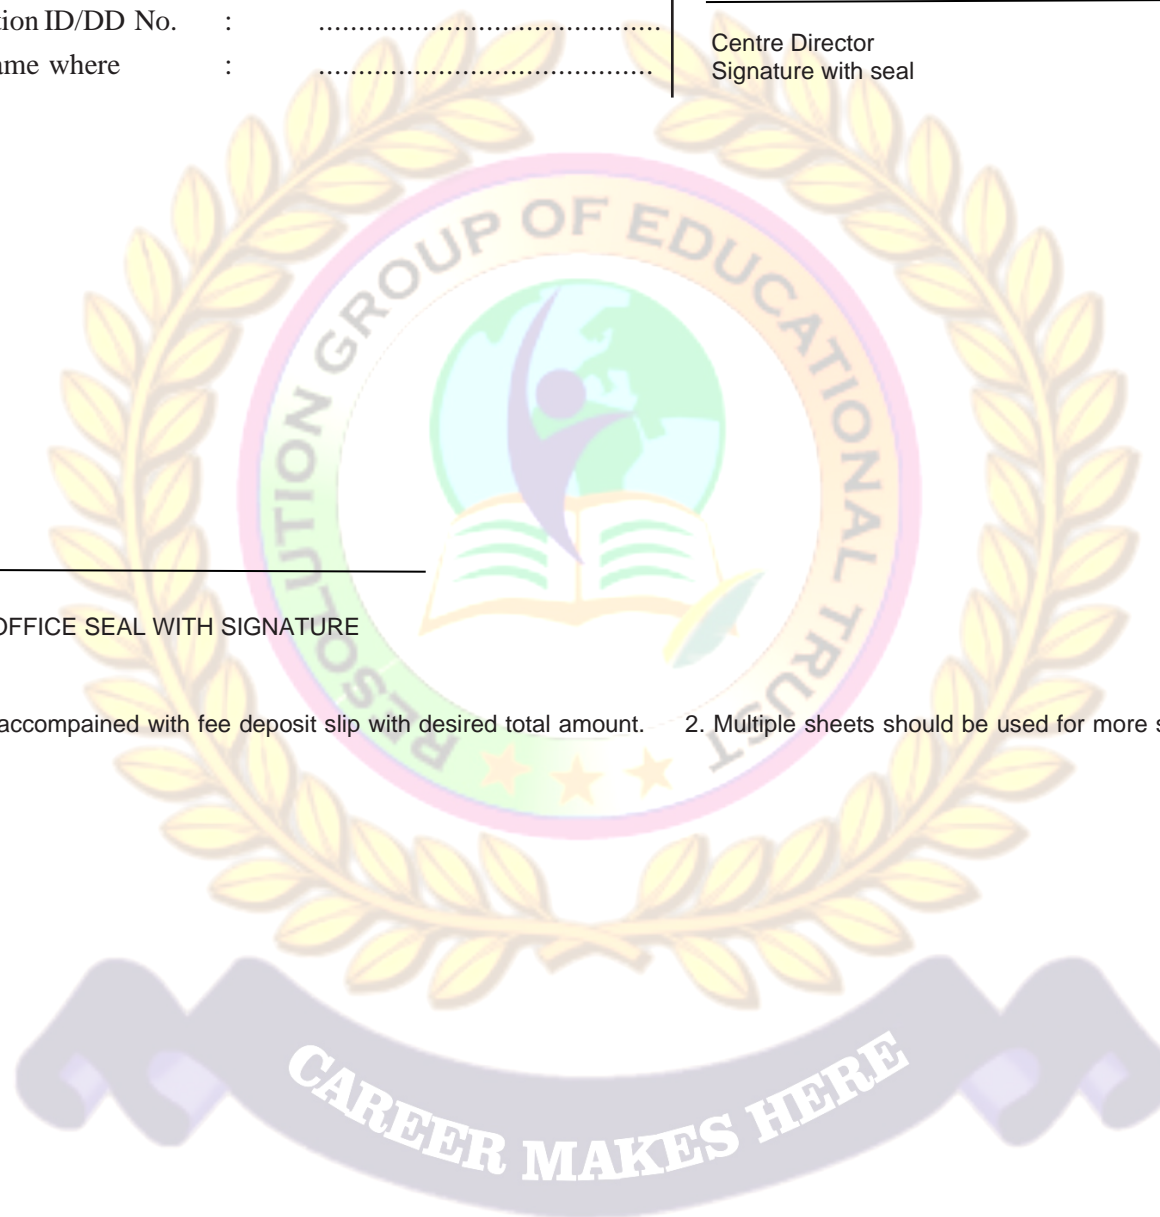 tion ID/DD No. : ...........................................
ame where : ..........................................
Centre Director
Signature with seal
RESOLUTION GROUP OF EDUCATIONAL TRUST
OFFICE SEAL WITH SIGNATURE
accompained with fee deposit slip with desired total amount. 2. Multiple sheets should be used for more s
CAREER MAKES HERE